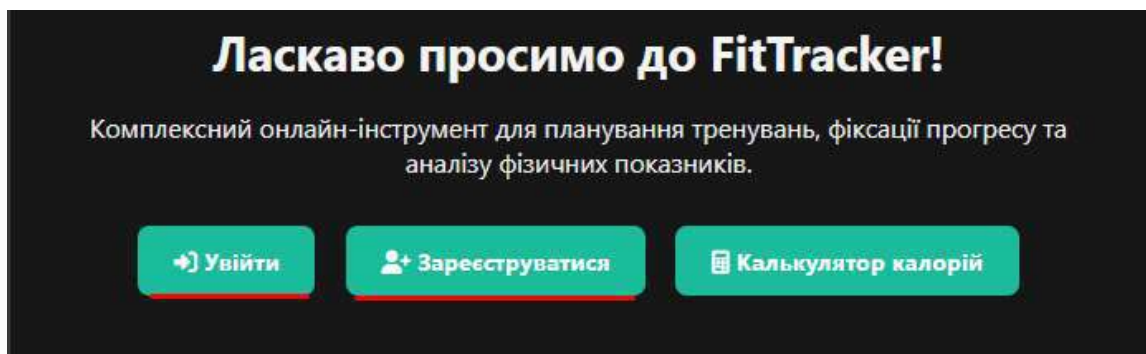 Ласкаво просимо до FitTracker!
Комплексний онлайн-інструмент для планування тренувань, фіксації прогресу та
аналізу фізичних показників.
Увійти
Зареєструватися
Калькулятор калорій